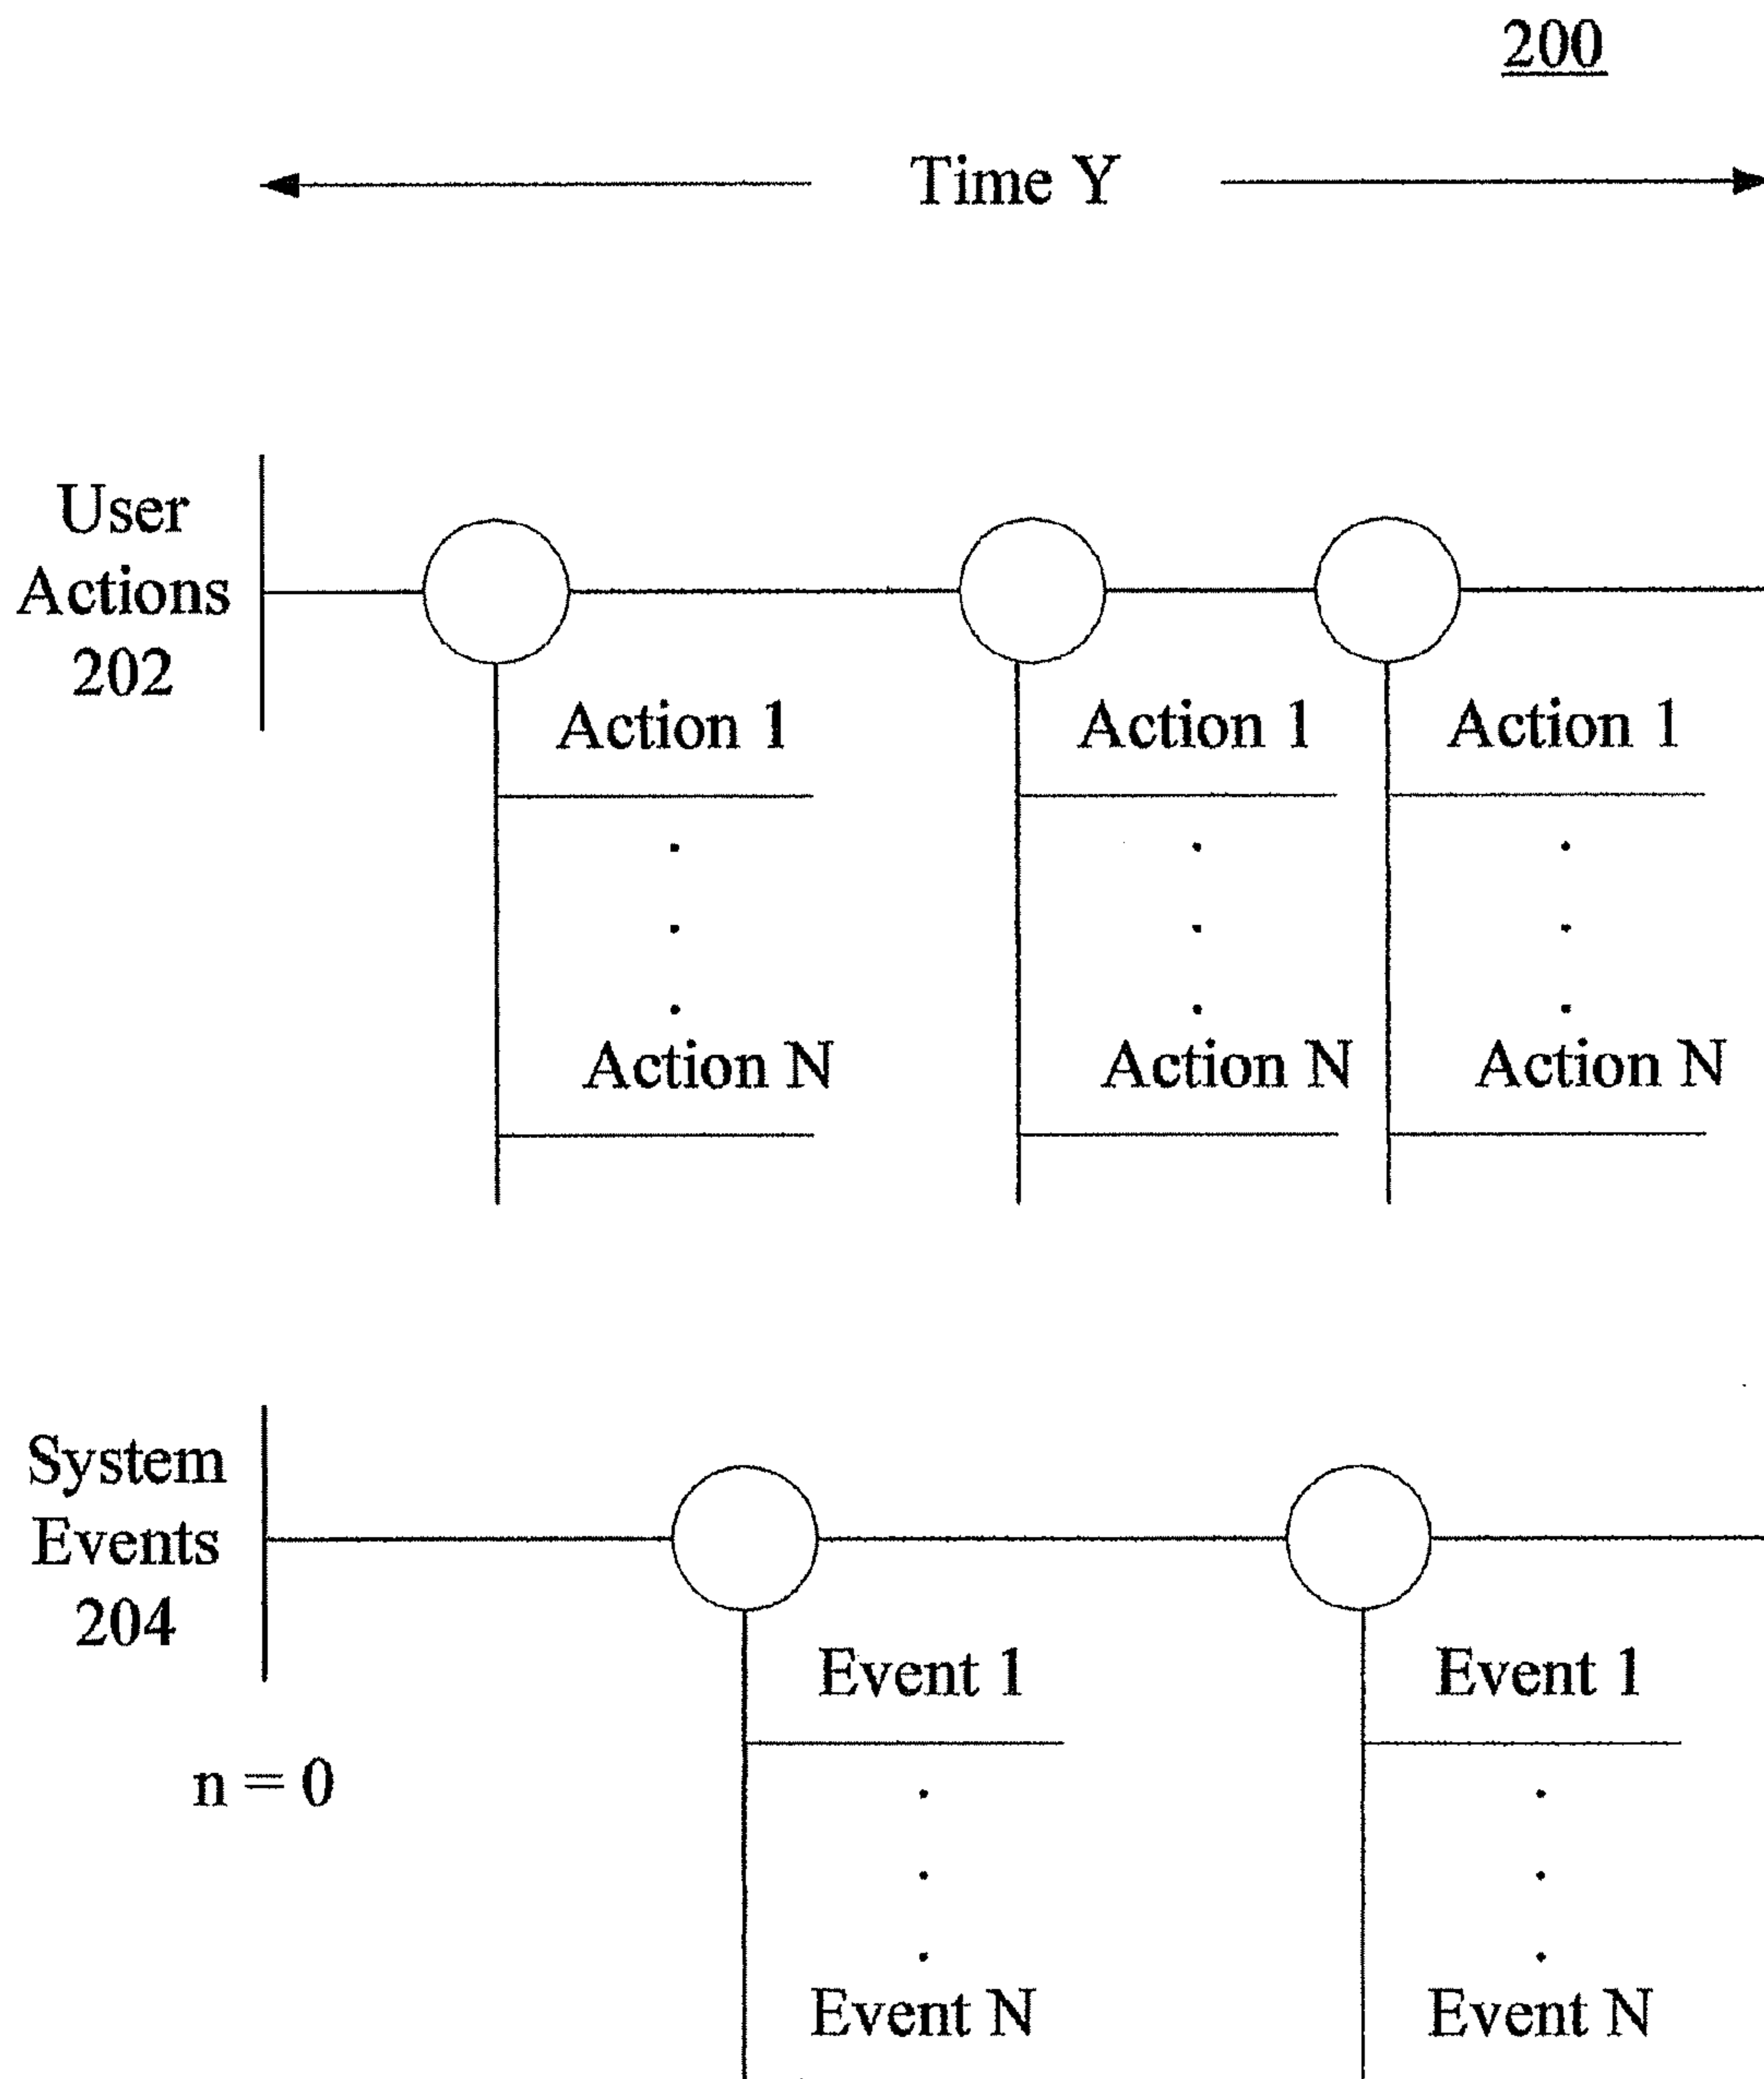 200
Time Y
User
Actions
202
Action 1 Action 1 Action 1
.
.
.
Action N Action N Action N
System
Events
204
n = 0
Event 1 Event 1
.
.
.
Event N Event N